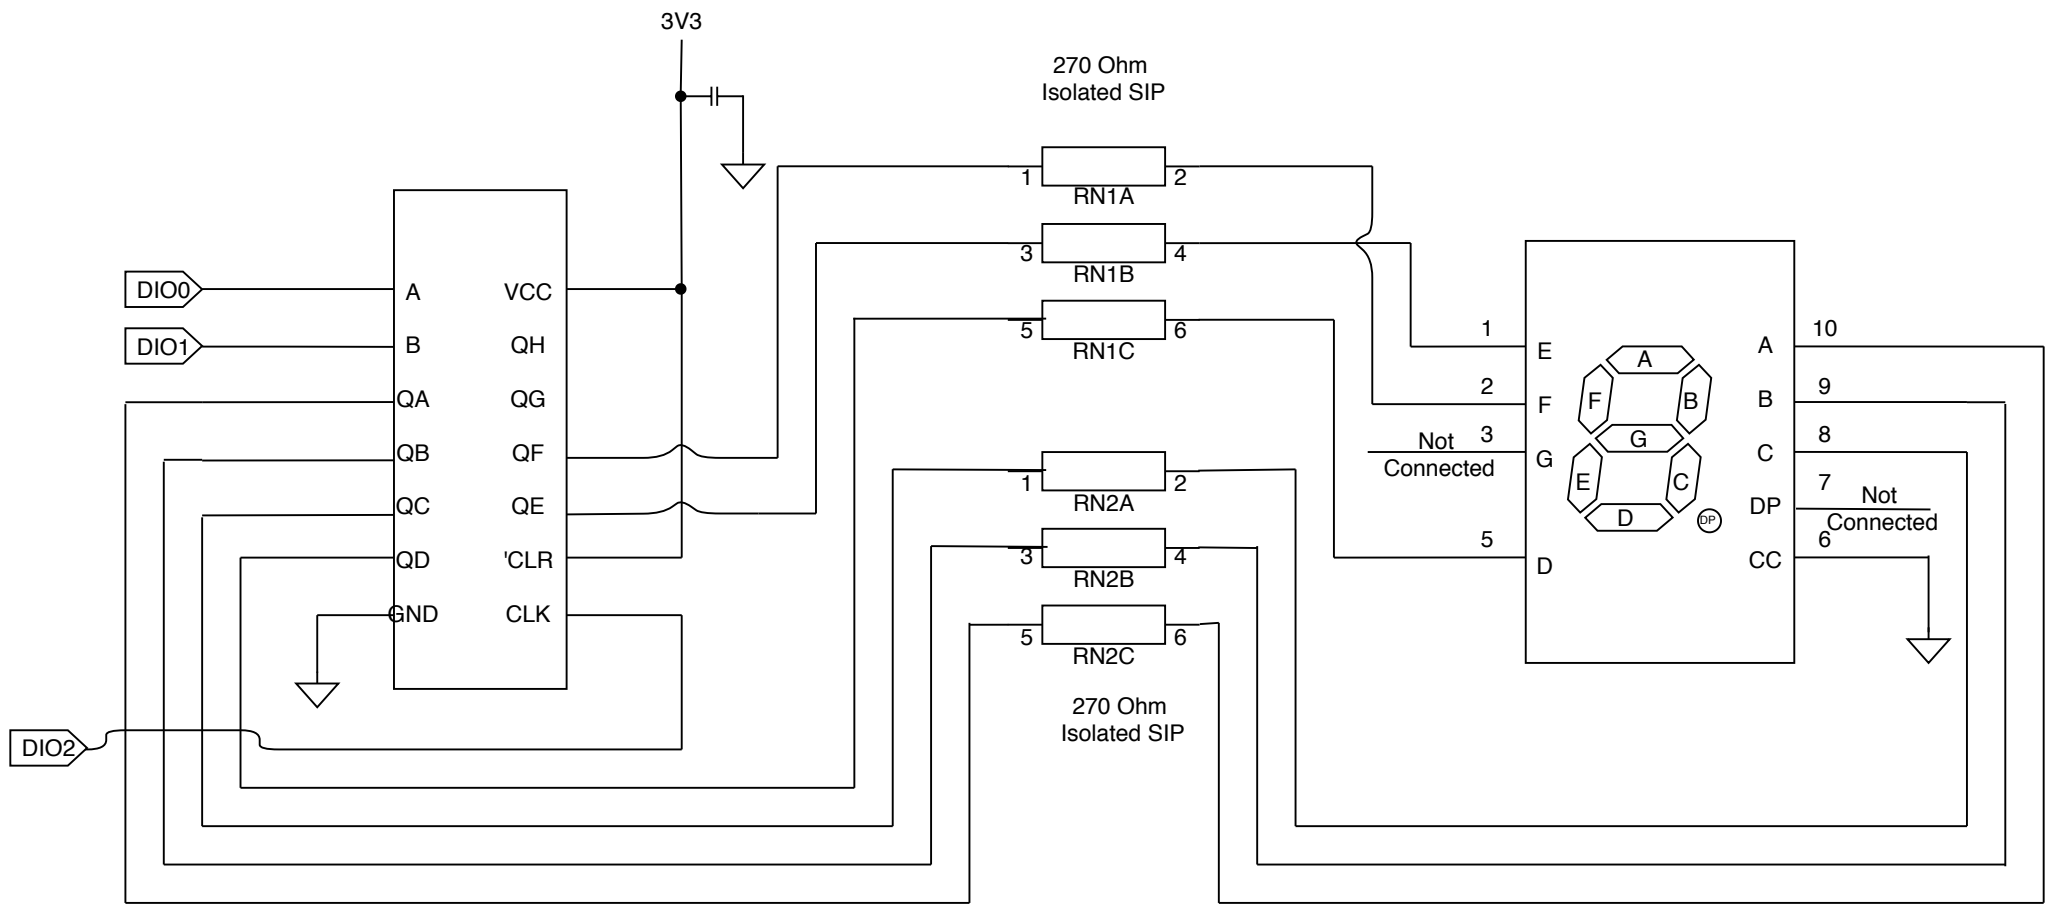 3V3
270 Ohm
Isolated SIP
1 2
RN1A
3 4
RN1B
5 6
RN1C
DIO0
DIO1
A VCC
B QH
QA QG
QB QF
QC QE
QD 'CLR
GND CLK
DIO2
1 2
RN2A
3 4
RN2B
5 6
RN2C
270 Ohm
Isolated SIP
1
E
2
F
Not 3
Connected
G
5
D
A
F
B
G
E
C
D
DP
A 10
B 9
C 8
DP 7
Not
Connected
CC 6